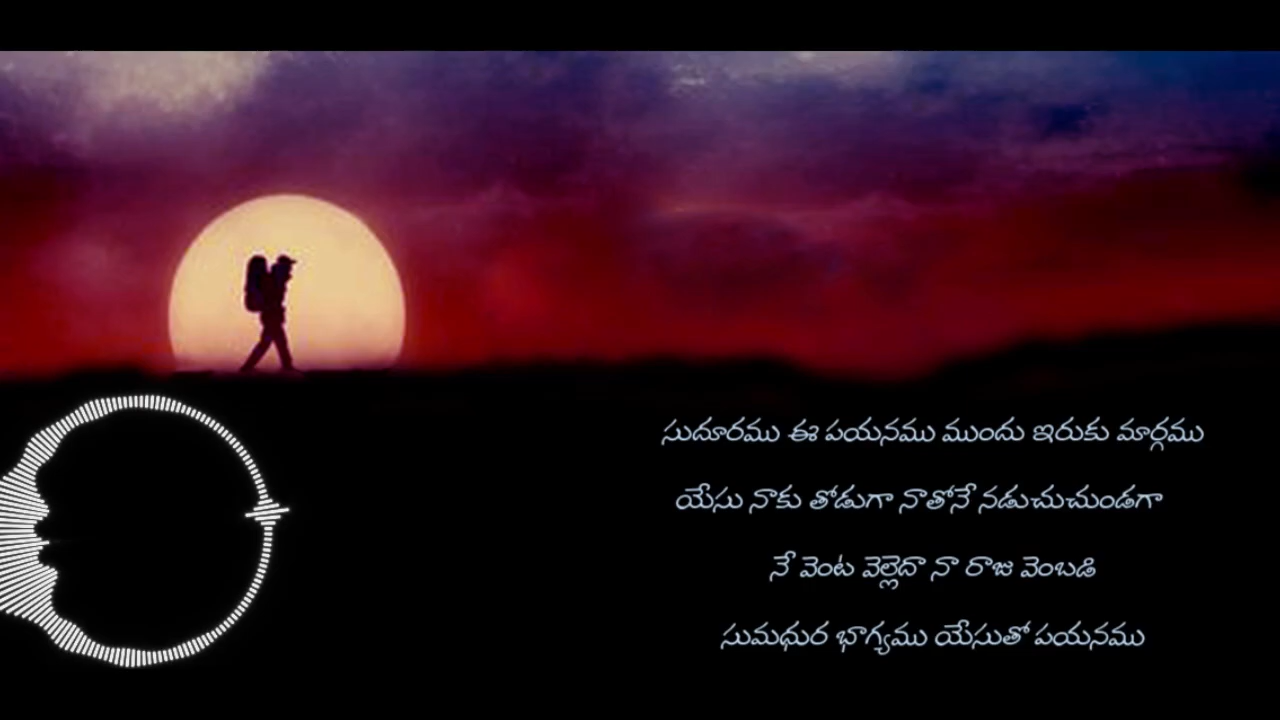 సుదూరము ఈ పయనము ముందు ఇరుకు మార్గము
యేసు నాకు తోడుగా నాతోనే నడుచుచుండగా
నే వెంట వెళ్లెదా నా రాజు వెంబడి
సుమధుర భాగ్యము యేసుతో పయనము